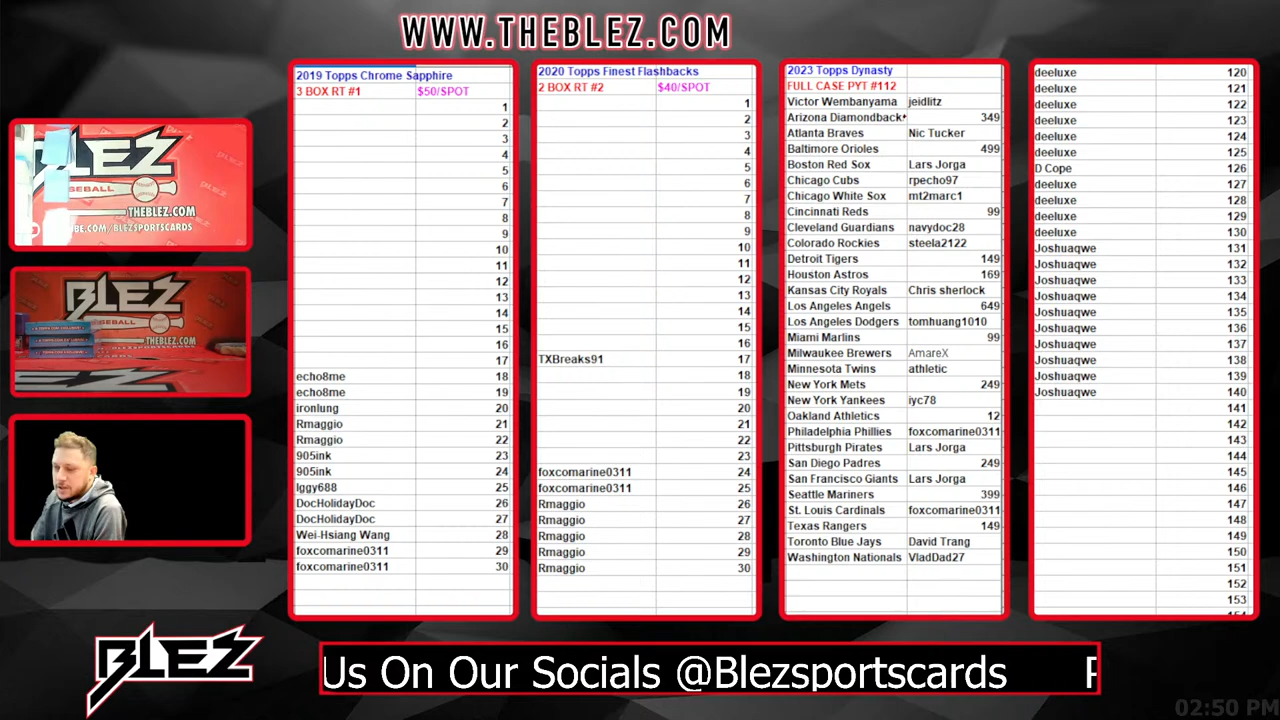 WWW.THEBLEZ.COM
2019 Topps Chrome Sapphire
3 BOX RT #1 $50/SPOT
1
2
3
4
5
6
7
8
9
10
11
12
13
14
15
16
17
echo8me 18
echo8me 19
ironlung 20
Rmaggio 21
Rmaggio 22
905ink 23
905ink 24
Iggy688 25
DocHolidayDoc 26
DocHolidayDoc 27
Wei-Hsiang Wang 28
foxcomarine0311 29
foxcomarine0311 30
2020 Topps Finest Flashbacks
2 BOX RT #2 $40/SPOT
1
2
3
4
5
6
7
8
9
10
11
12
13
14
15
16
TXBreaks91 17
18
19
20
21
22
23
foxcomarine0311 24
foxcomarine0311 25
Rmaggio 26
Rmaggio 27
Rmaggio 28
Rmaggio 29
Rmaggio 30
2023 Topps Dynasty
FULL CASE PYT #112
Victor Wembanyama jeidlitz
Arizona Diamondback 349
Atlanta Braves Nic Tucker
Baltimore Orioles 499
Boston Red Sox Lars Jorga
Chicago Cubs rpecho97
Chicago White Sox mt2marc1
Cincinnati Reds 99
Cleveland Guardians navydoc28
Colorado Rockies steela2122
Detroit Tigers 149
Houston Astros 169
Kansas City Royals Chris sherlock
Los Angeles Angels 649
Los Angeles Dodgers tomhuang1010
Miami Marlins 99
Milwaukee Brewers AmareX
Minnesota Twins athletic
New York Mets 249
New York Yankees iyc78
Oakland Athletics 12
Philadelphia Phillies foxcomarine0311
Pittsburgh Pirates Lars Jorga
San Diego Padres 249
San Francisco Giants Lars Jorga
Seattle Mariners 399
St. Louis Cardinals foxcomarine0311
Texas Rangers 149
Toronto Blue Jays David Trang
Washington Nationals VladDad27
deeluxe 120
deeluxe 121
deeluxe 122
deeluxe 123
deeluxe 124
deeluxe 125
D Cope 126
deeluxe 127
deeluxe 128
deeluxe 129
deeluxe 130
Joshuaqwe 131
Joshuaqwe 132
Joshuaqwe 133
Joshuaqwe 134
Joshuaqwe 135
Joshuaqwe 136
Joshuaqwe 137
Joshuaqwe 138
Joshuaqwe 139
Joshuaqwe 140
141
142
143
144
145
146
147
148
149
150
151
152
153
BLEZ
BASEBALL
THEBLEZ.COM
BE.COM/BLEZSPORTSCARDS
BLEZ
BASEBALL
THEBLEZ.COM
BLEZ
Us On Our Socials @Blezsportscards
02:50 PM